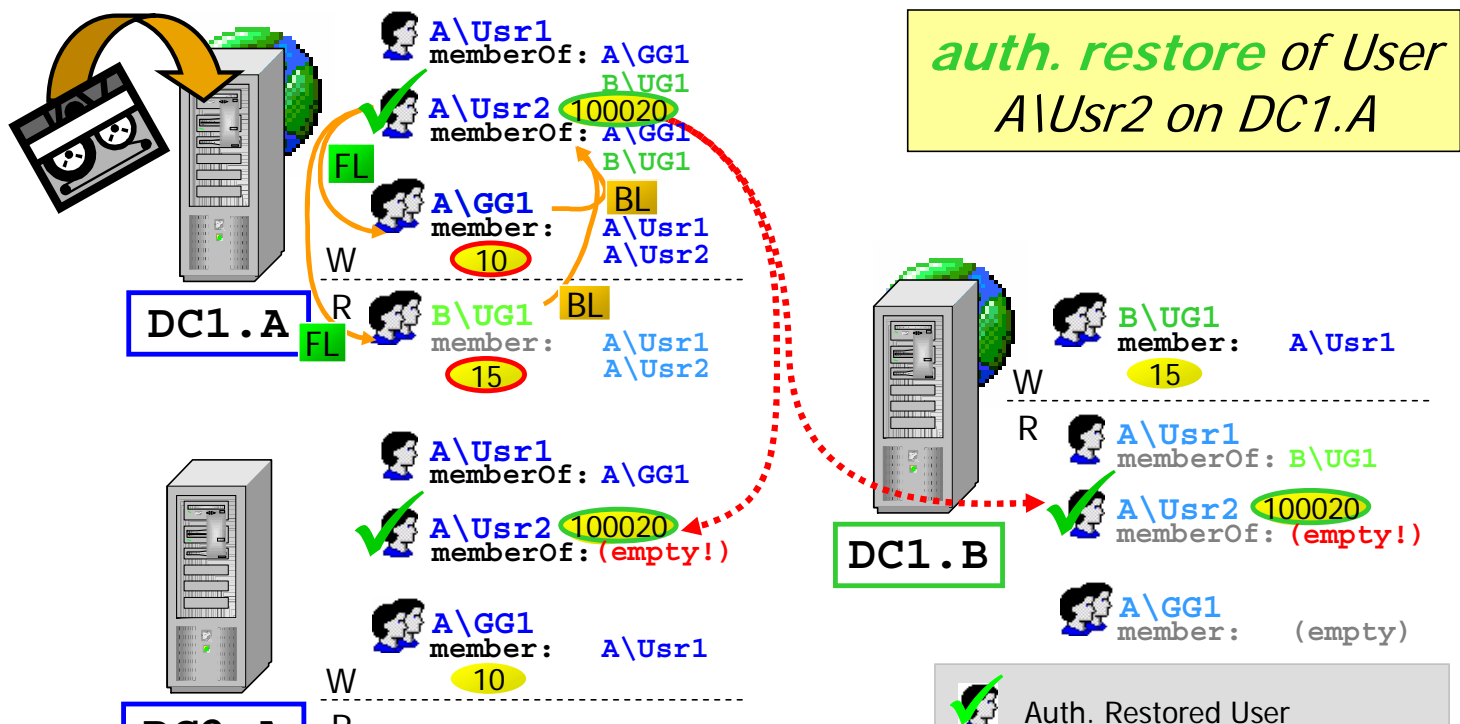 auth. restore of User
A\Usr2 on DC1.A
A\Usr1
memberOf: A\GG1
B\UG1
A\Usr2 100020
memberOf: A\GG1
B\UG1
FL
A\GG1 BL
member: A\Usr1
10 A\Usr2
W
R
DC1.A
FL
B\UG1 BL
member: A\Usr1
15 A\Usr2
A\Usr1
memberOf: A\GG1
A\Usr2 100020
memberOf: (empty!)
A\GG1
member: A\Usr1
W 10
B\UG1
member: A\Usr1
W 15
R
A\Usr1
memberOf: B\UG1
A\Usr2 100020
memberOf: (empty!)
DC1.B
A\GG1
member: (empty)
Auth. Restored User